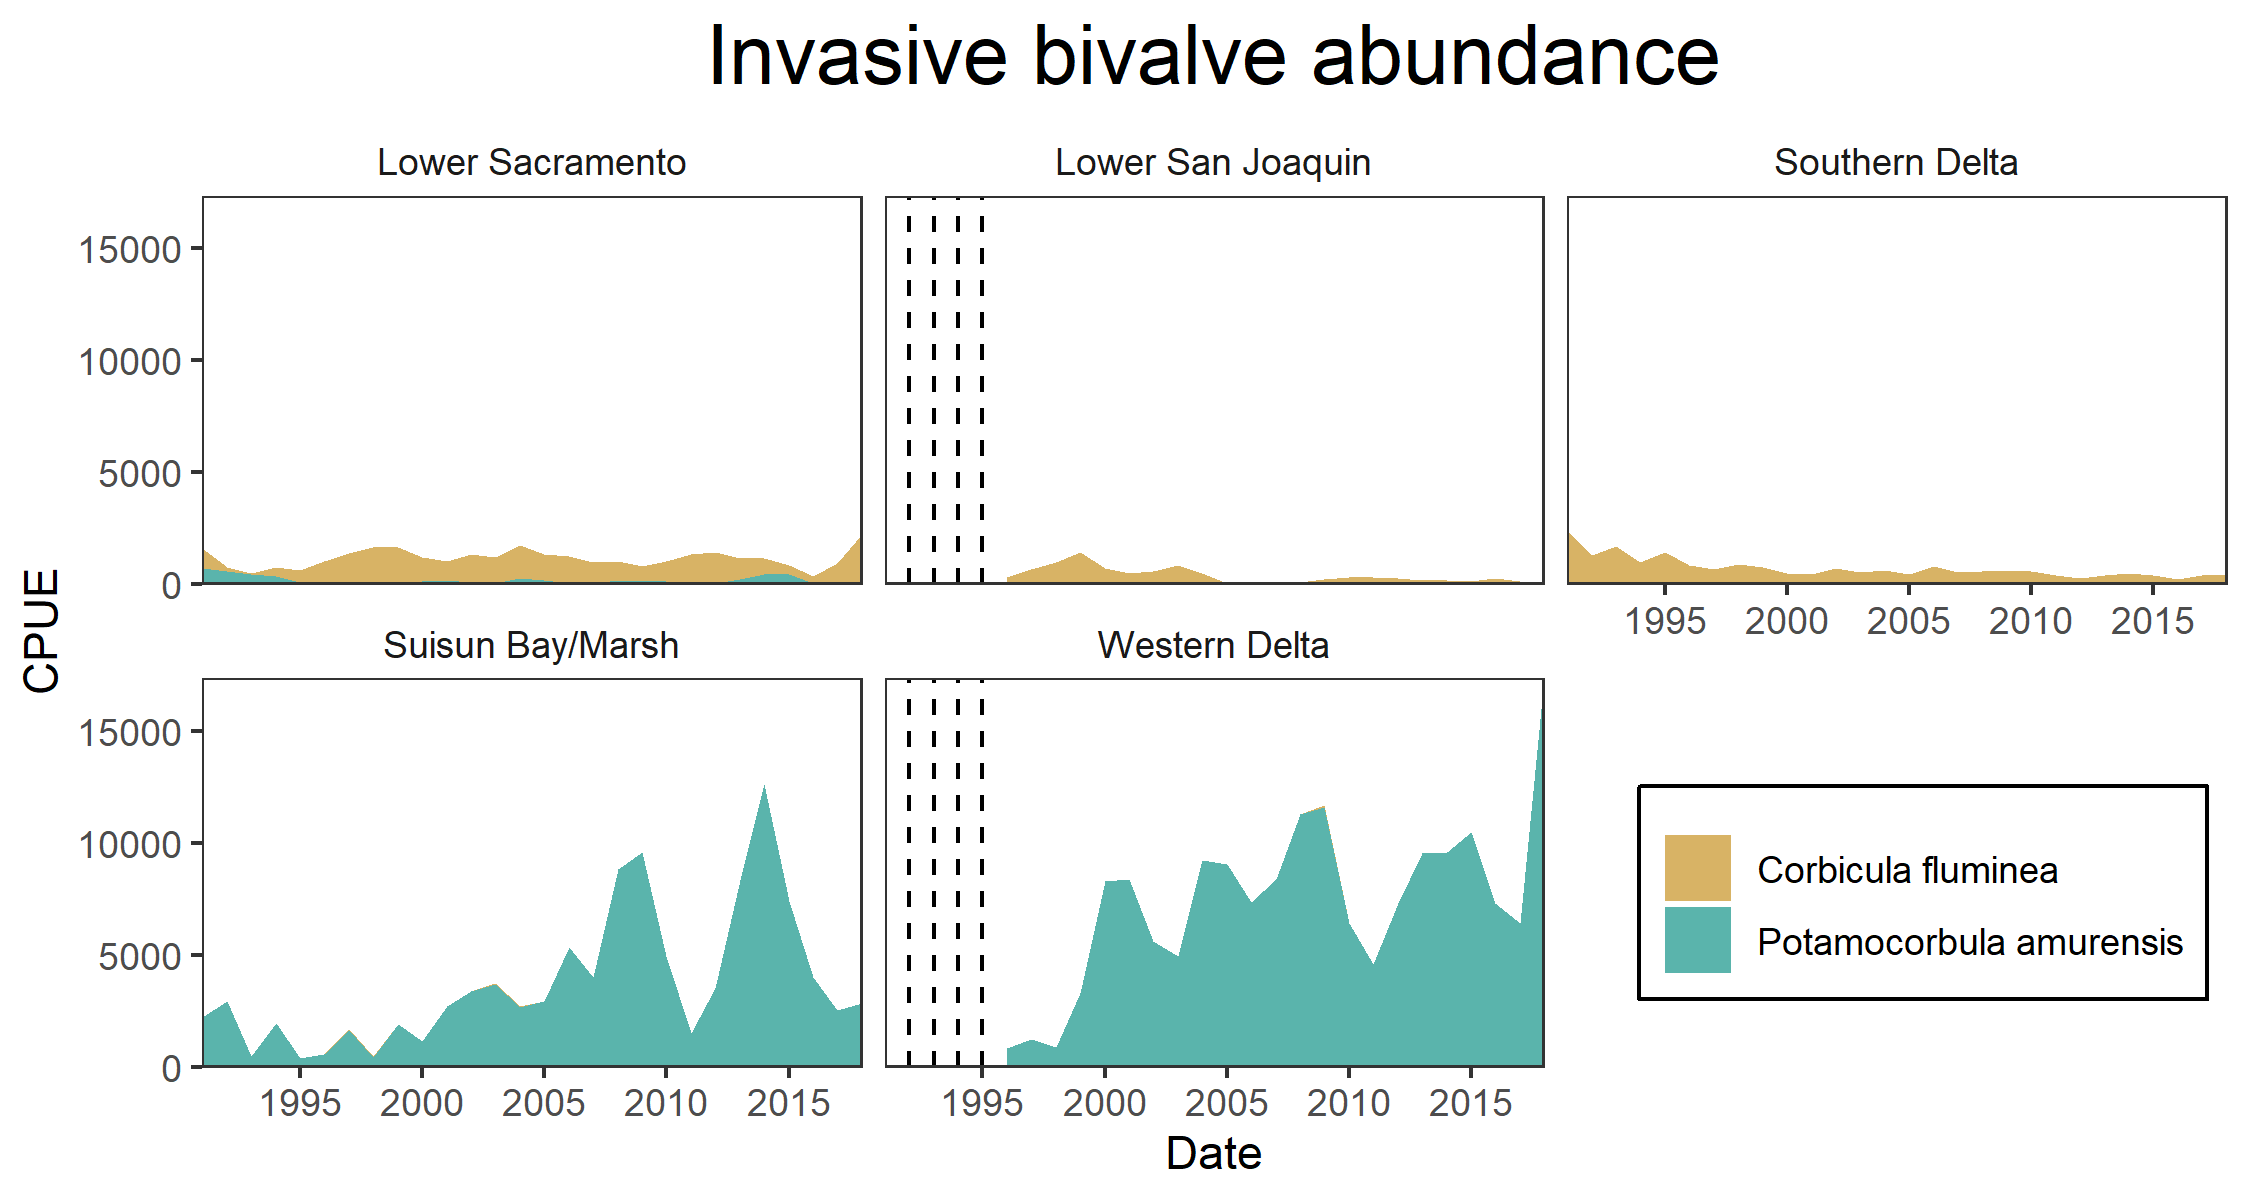 Invasive bivalve abundance
Lower Sacramento
Lower San Joaquin
Southern Delta
15000
10000
5000
0
1995 2000 2005 2010 2015
CPUE
Suisun Bay/Marsh
Western Delta
15000
10000
5000
0
1995 2000 2005 2010 2015
1995 2000 2005 2010 2015
Corbicula fluminea
Potamocorbula amurensis
Date